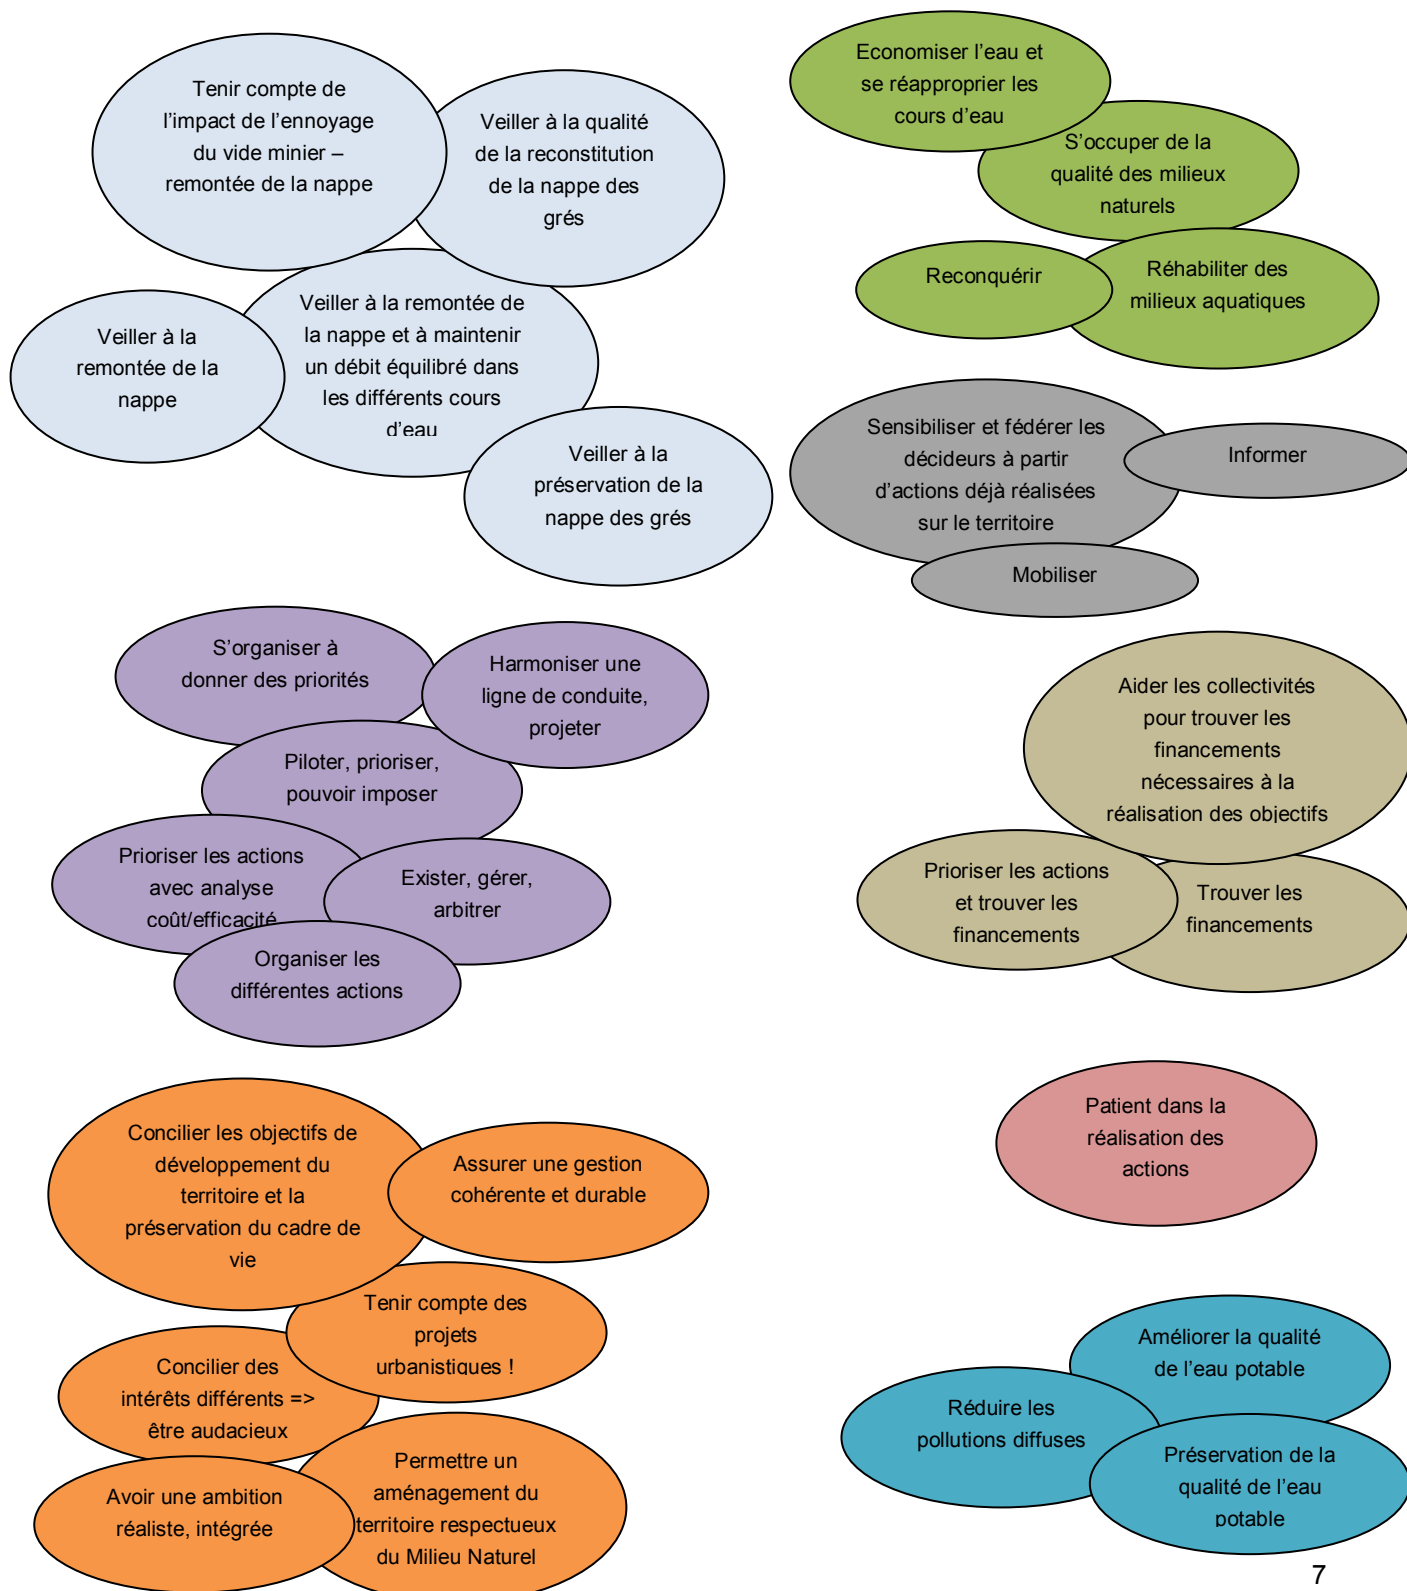 Tenir compte de
l’impact de l’ennoyage
du vide minier –
remontée de la nappe
Veiller à la qualité
de la reconstitution
de la nappe des
grés
Veiller à la remontée de
la nappe et à maintenir
un débit équilibré dans
les différents cours
d’eau
Veiller à la
remontée de la
nappe
Veiller à la
préservation de la
nappe des grés
Economiser l’eau et
se réapproprier les
cours d’eau
S’occuper de la
qualité des milieux
naturels
Reconquérir
Réhabiliter des
milieux aquatiques
Sensibiliser et fédérer les
décideurs à partir
d’actions déjà réalisées
sur le territoire
Informer
Mobiliser
S’organiser à
donner des priorités
Harmoniser une
ligne de conduite,
projeter
Piloter, prioriser,
pouvoir imposer
Prioriser les actions
avec analyse
coût/efficacité
Exister, gérer,
arbitrer
Organiser les
différentes actions
Aider les collectivités
pour trouver les
financements
nécessaires à la
réalisation des objectifs
Prioriser les actions
et trouver les
financements
Trouver les
financements
Concilier les objectifs de
développement du
territoire et la
préservation du cadre de
vie
Assurer une gestion
cohérente et durable
Tenir compte des
projets
urbanistiques !
Concilier des
intérêts différents =>
être audacieux
Avoir une ambition
réaliste, intégrée
Permettre un
aménagement du
territoire respectueux
du Milieu Naturel
Patient dans la
réalisation des
actions
Améliorer la qualité
de l’eau potable
Réduire les
pollutions diffuses
Préservation de la
qualité de l’eau
potable
7